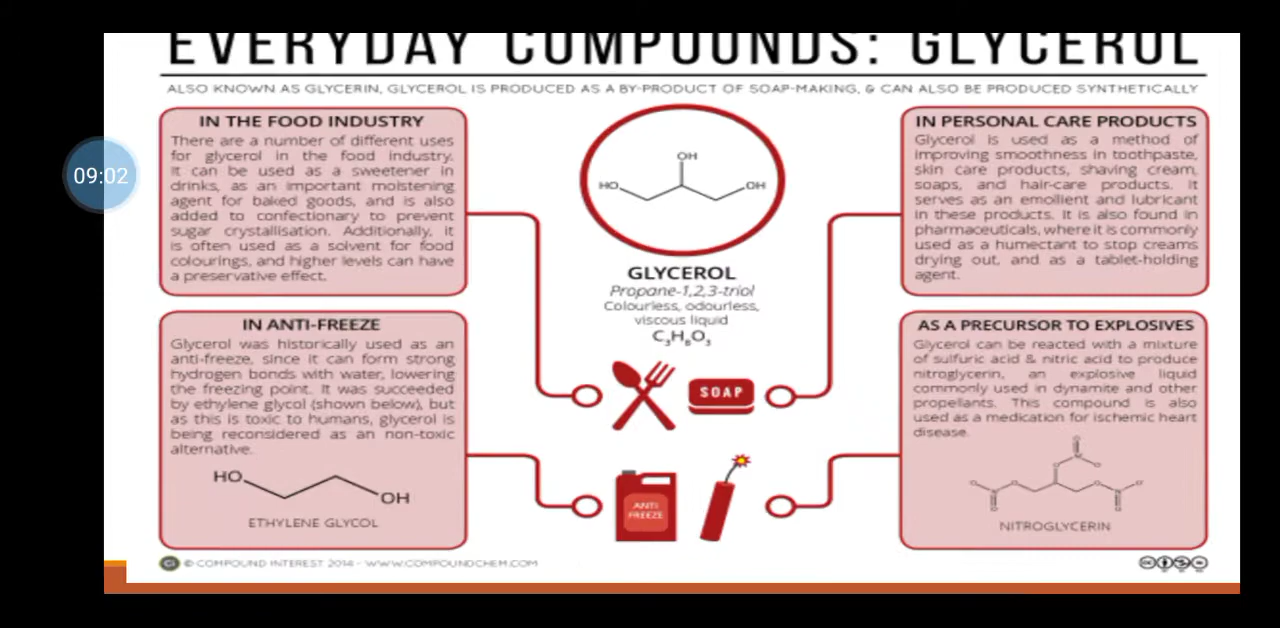 EVERYDAY COMPOUNDS: GLYCEROL
ALSO KNOWN AS GLYCERIN, GLYCEROL IS PRODUCED AS A BY-PRODUCT OF SOAP-MAKING, & CAN ALSO BE PRODUCED SYNTHETICALLY
09:02
IN THE FOOD INDUSTRY
There are a number of different uses
for glycerol in the food industry.
It can be used as a sweetener in
drinks, as an important moistening
agent for baked goods, and is also
added to confectionary to prevent
sugar crystallisation. Additionally, it
is often used as a solvent for food
colourings, and higher levels can have
a preservative effect.
OH
HO
OH
GLYCEROL
Propane-1,2,3-triol
Colourless, odourless,
viscous liquid
C₃H₈O₃
IN PERSONAL CARE PRODUCTS
Glycerol is used as a method of
improving smoothness in toothpaste,
skin care products, shaving cream,
soaps, and hair-care products. It
serves as an emollient and lubricant
in these products. It is also found in
pharmaceuticals, where it is commonly
used as a humectant to stop creams
drying out, and as a tablet-holding
agent.
IN ANTI-FREEZE
Glycerol was historically used as an
anti-freeze, since it can form strong
hydrogen bonds with water, lowering
the freezing point. It was succeeded
by ethylene glycol (shown below), but
as this is toxic to humans, glycerol is
being reconsidered as an non-toxic
alternative.
HO
OH
ETHYLENE GLYCOL
SOAP
ANTI
FREEZE
AS A PRECURSOR TO EXPLOSIVES
Glycerol can be reacted with a mixture
of sulfuric acid & nitric acid to produce
nitroglycerin, an explosive liquid
commonly used in dynamite and other
propellants. This compound is also
used as a medication for ischemic heart
disease.
NITROGLYCERIN
© COMPOUND INTEREST 2014 - WWW.COMPOUNDCHEM.COM